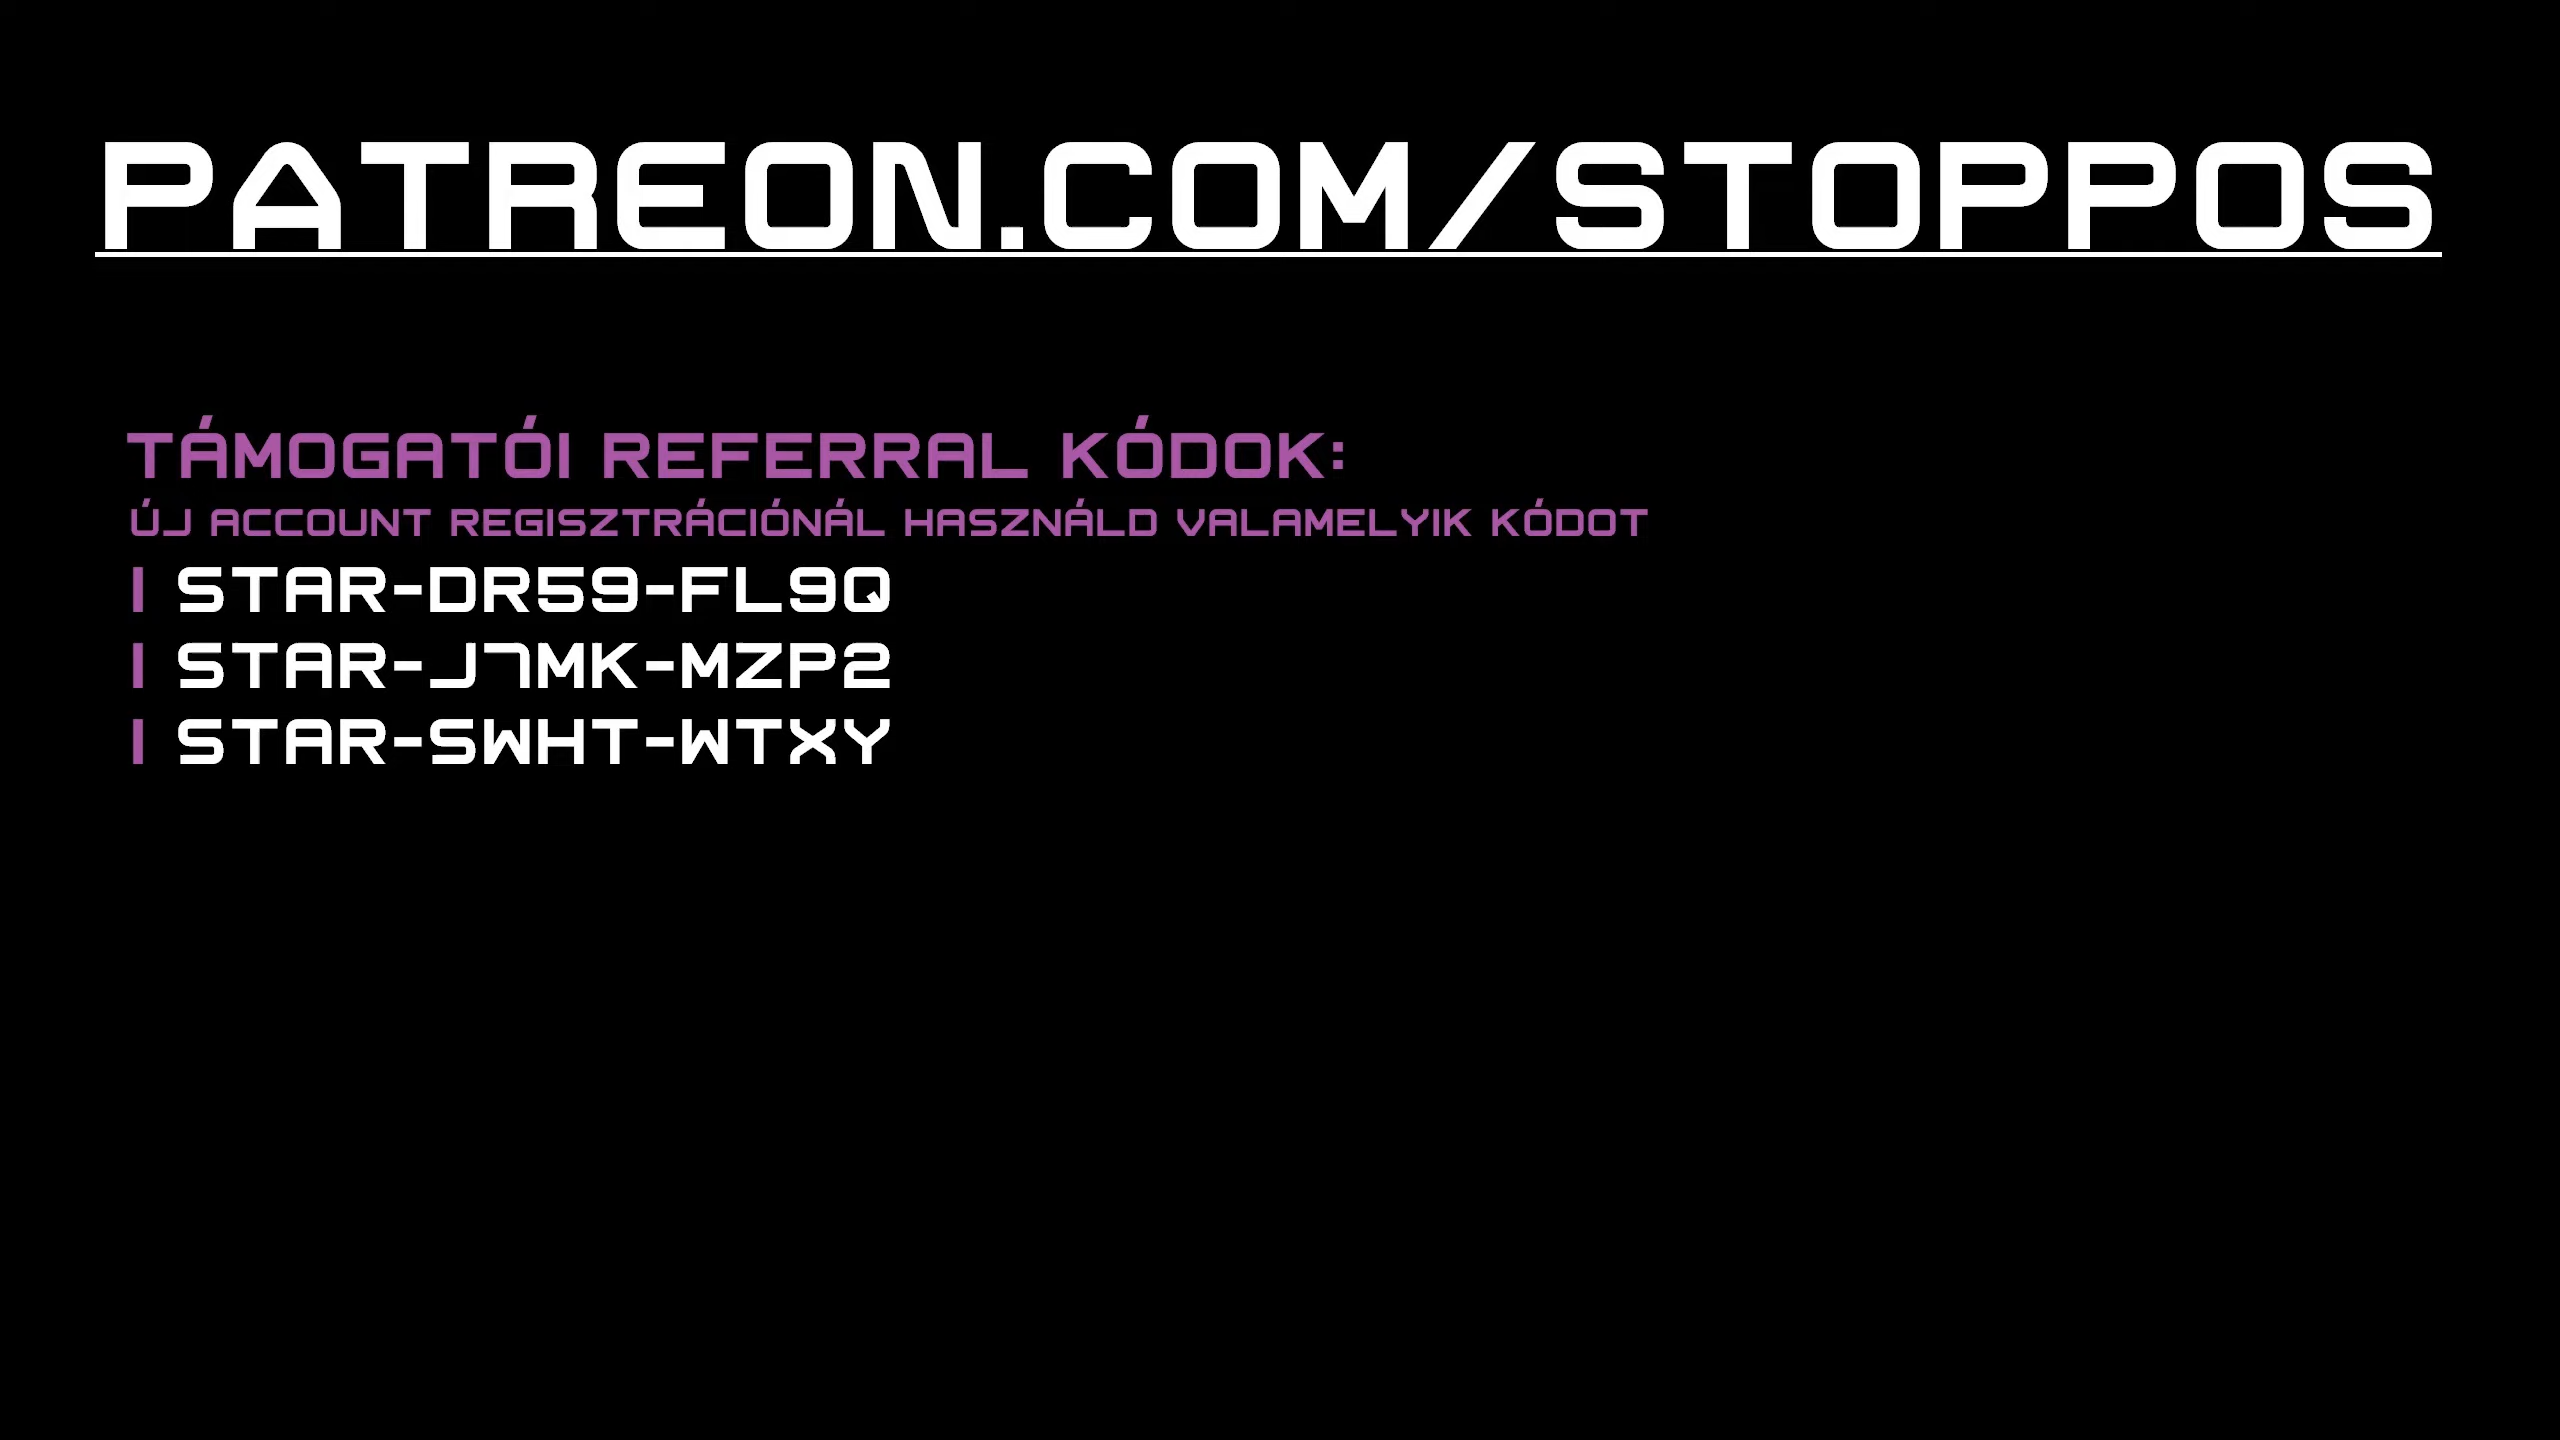 PATREON.COM/STOPPOS
TÁMOGATÓI REFERRAL KÓDOK:
ÚJ ACCOUNT REGISZTRÁCIÓNÁL HASZNÁLD VALAMELYIK KÓDOT
| STAR-DR59-FL9Q
| STAR-J7MK-MZP2
| STAR-SWHT-WTXY